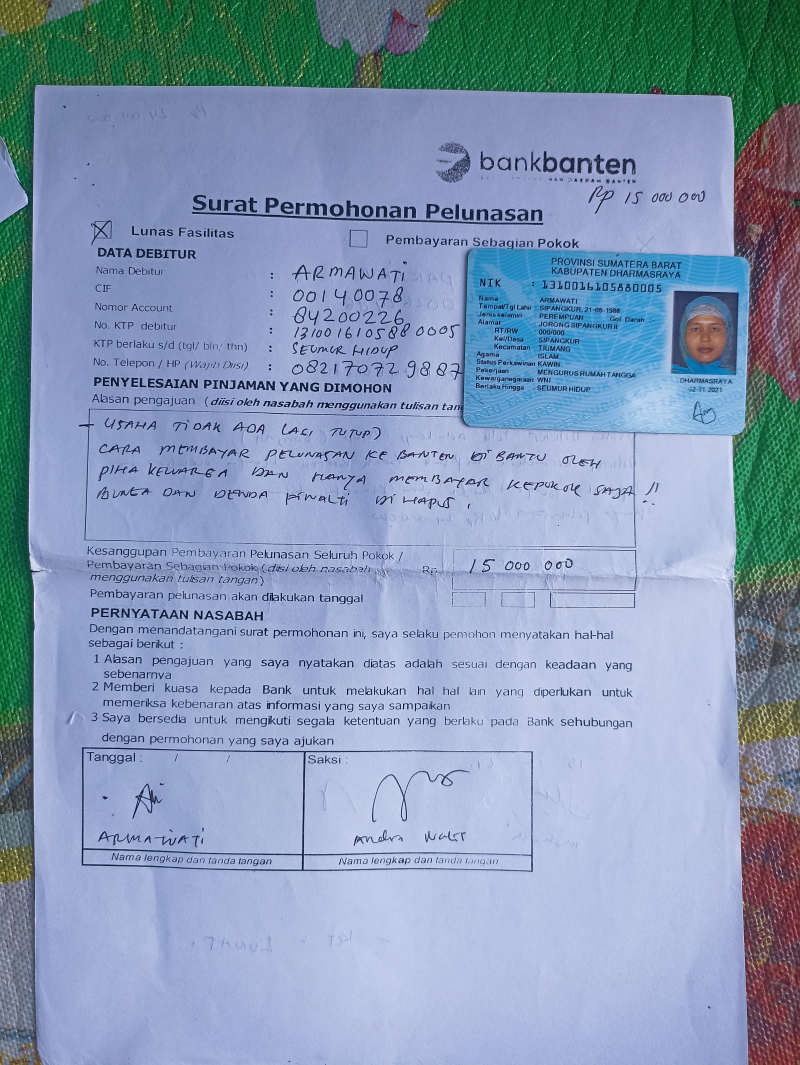 bankbanten
Rp 15 000 000
Surat Permohonan Pelunasan
Lunas Fasilitas
Pembayaran Sebagian Pokok
DATA DEBITUR
Nama Debitur : ARMAWATI
CIF : 00140078
Nomor Account : 84200226
No. KTP debitur : 1310016105880005
KTP berlaku s/d (tgl/ bln/ thn) : SEUMUR HIDUP
No. Telepon / HP (Wajib Diisi) : 082170729887
PROVINSI SUMATERA BARAT
KABUPATEN DHARMASRAYA
NIK : 1310016105880005
Nama : ARMAWATI
Tempat/Tgl Lahir : SIPANGKUR, 21-05-1988
Jenis kelamin : PEREMPUAN Gol. Darah :-
Alamat : JORONG SIPANGKUR II
RT/RW : 000/000
Kel/Desa : SIPANGKUR
Kecamatan : TIUMANG
Agama : ISLAM
Status Perkawinan: KAWIN
Pekerjaan : MENGURUS RUMAH TANGGA
Kewarganegaraan: WNI
Berlaku Hingga : SEUMUR HIDUP
DHARMASRAYA
02-11-2021
PENYELESAIAN PINJAMAN YANG DIMOHON
Alasan pengajuan (diisi oleh nasabah menggunakan tulisan tan
- USAHA TIDAK ADA LAGI TUTUP)
CARA MEMBAYAR PELUNASAN KE BANTEN DI BANTU OLEH
PIHA KELUARGA DAN HANYA MEMBAYAR KEPOKOK SAJA !!
BUNGA DAN DENDA PINALTI DI HAPUS.
Kesanggupan Pembayaran Pelunasan Seluruh Pokok /
Pembayaran Sebagian Pokok (diisi oleh nasabah Rp. 15 000 000
menggunakan tulisan tangan)
Pembayaran pelunasan akan dilakukan tanggal
PERNYATAAN NASABAH
Dengan menandatangani surat permohonan ini, saya selaku pemohon menyatakan hal-hal
sebagai berikut :
1 Alasan pengajuan yang saya nyatakan diatas adalah sesuai dengan keadaan yang
sebenarnya
2 Memberi kuasa kepada Bank untuk melakukan hal hal lain yang diperlukan untuk
memeriksa kebenaran atas informasi yang saya sampaikan
3 Saya bersedia untuk mengikuti segala ketentuan yang berlaku pada Bank sehubungan
dengan permohonan yang saya ajukan
Tanggal : / /
Saksi :
ARMAWATI
Andra
Nama lengkap dan tanda tangan
Nama lengkap dan tanda tangan